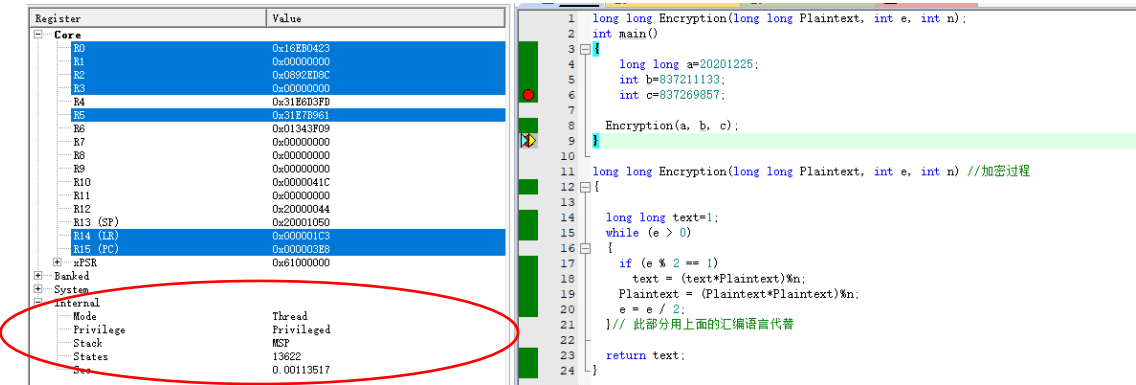 Register Value
Core
R0 0x16EB0423
R1 0x00000000
R2 0x0892ED8C
R3 0x00000000
R4 0x31E6D3FD
R5 0x31E7B961
R6 0x01343F09
R7 0x00000000
R8 0x00000000
R9 0x00000000
R10 0x0000041C
R11 0x00000000
R12 0x20000044
R13 (SP) 0x20001050
R14 (LR) 0x000001C3
R15 (PC) 0x000003E8
xPSR 0x61000000
Banked
System
Internal
Mode Thread
Privilege Privileged
Stack MSP
States 13622
Sec 0.00113517
1 long long Encryption(long long Plaintext, int e, int n);
2 int main()
3 {
4 long long a=20201225;
5 int b=837211133;
6 int c=837269857;
7
8 Encryption(a, b, c);
9 }
10
11 long long Encryption(long long Plaintext, int e, int n) //加密过程
12 {
13
14 long long text=1;
15 while (e > 0)
16 {
17 if (e % 2 == 1)
18 text = (text*Plaintext)%n;
19 Plaintext = (Plaintext*Plaintext)%n;
20 e = e / 2;
21 }// 此部分用上面的汇编语言代替
22
23 return text;
24 }